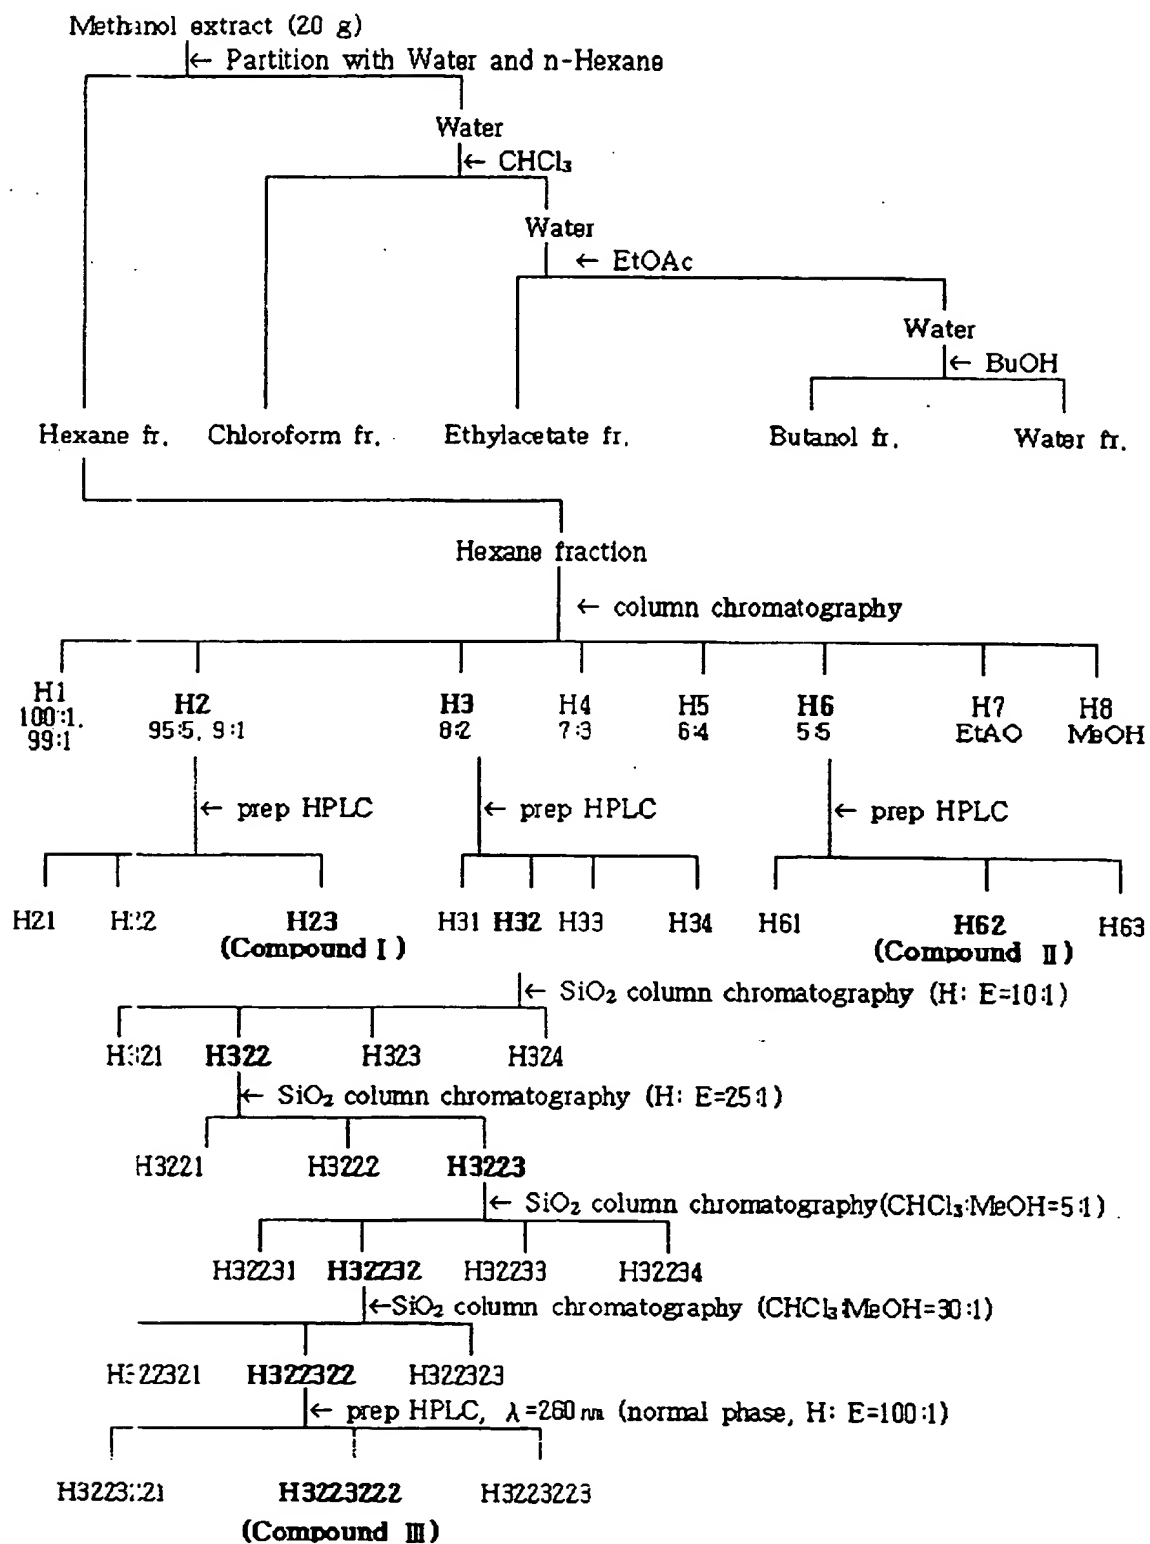 Methanol extract (20 g)
← Partition with Water and n-Hexane
Water
← CHCl₃
Water
← EtOAc
Water
← BuOH
Hexane fr. Chloroform fr. Ethylacetate fr. Butanol fr. Water fr.
Hexane fraction
← column chromatography
H1 H2 H3 H4 H5 H6 H7 H8
100:1. 95:5, 9:1 8:2 7:3 6:4 5:5 EtAO MeOH
99:1
← prep HPLC ← prep HPLC ← prep HPLC
H21 H22 H23 H31 H32 H33 H34 H61 H62 H63
(Compound I) (Compound II)
← SiO₂ column chromatography (H: E=10:1)
H321 H322 H323 H324
← SiO₂ column chromatography (H: E=25:1)
H3221 H3222 H3223
← SiO₂ column chromatography(CHCl₃:MeOH=5:1)
H32231 H32232 H32233 H32234
←SiO₂ column chromatography (CHCl₃:MeOH=30:1)
H322321 H322322 H322323
← prep HPLC, λ=260㎚ (normal phase, H: E=100:1)
H3223221 H3223222 H3223223
(Compound III)